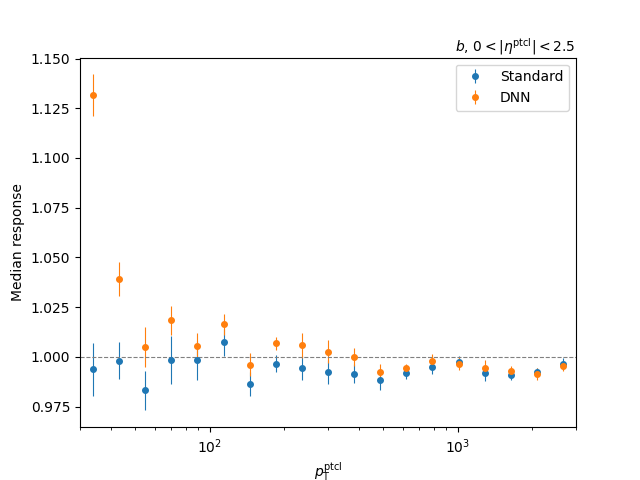 b, 0 < |η^ptcl| < 2.5
1.150
1.125
1.100
1.075
1.050
1.025
1.000
0.975
Median response
Standard
DNN
10^2
10^3
p_T^ptcl